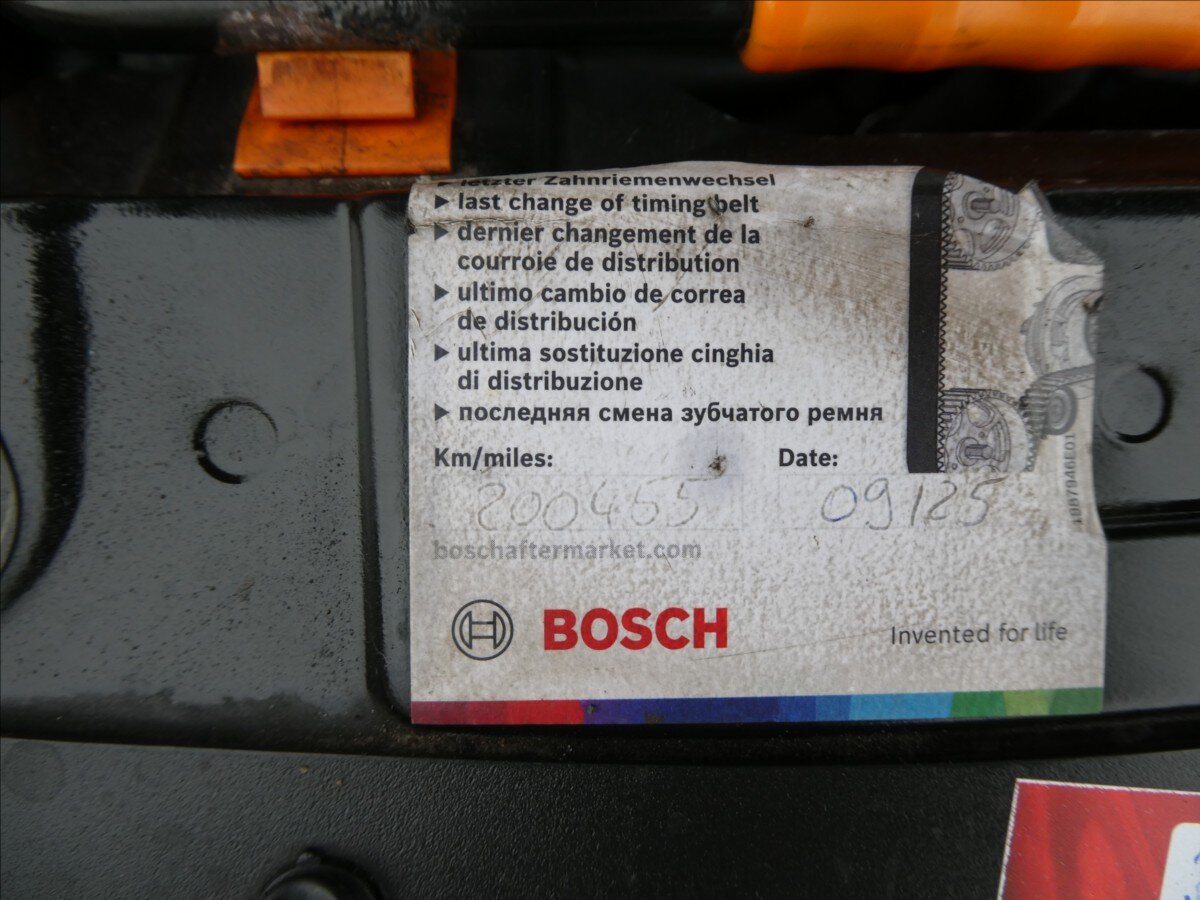 ▶ letzter Zahnriemenwechsel
▶ last change of timing belt
▶ dernier changement de la
courroie de distribution
▶ ultimo cambio de correa
de distribución
▶ ultima sostituzione cinghia
di distribuzione
▶ последняя смена зубчатого ремня
Km/miles: Date:
200455 09/25
boschaftermarket.com
BOSCH
Invented for life